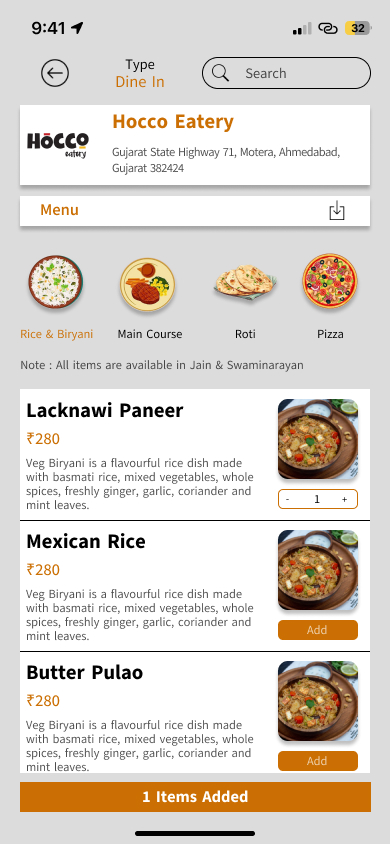 9:41
32
Type
Dine In
Search
HOCCO
eatery
Hocco Eatery
Gujarat State Highway 71, Motera, Ahmedabad,
Gujarat 382424
Menu
Rice & Biryani
Main Course
Roti
Pizza
Note : All items are available in Jain & Swaminarayan
Lacknawi Paneer
₹280
Veg Biryani is a flavourful rice dish made
with basmati rice, mixed vegetables, whole
spices, freshly ginger, garlic, coriander and
mint leaves.
- 1 +
Mexican Rice
₹280
Veg Biryani is a flavourful rice dish made
with basmati rice, mixed vegetables, whole
spices, freshly ginger, garlic, coriander and
mint leaves.
Add
Butter Pulao
₹280
Veg Biryani is a flavourful rice dish made
with basmati rice, mixed vegetables, whole
spices, freshly ginger, garlic, coriander and
mint leaves.
Add
1 Items Added